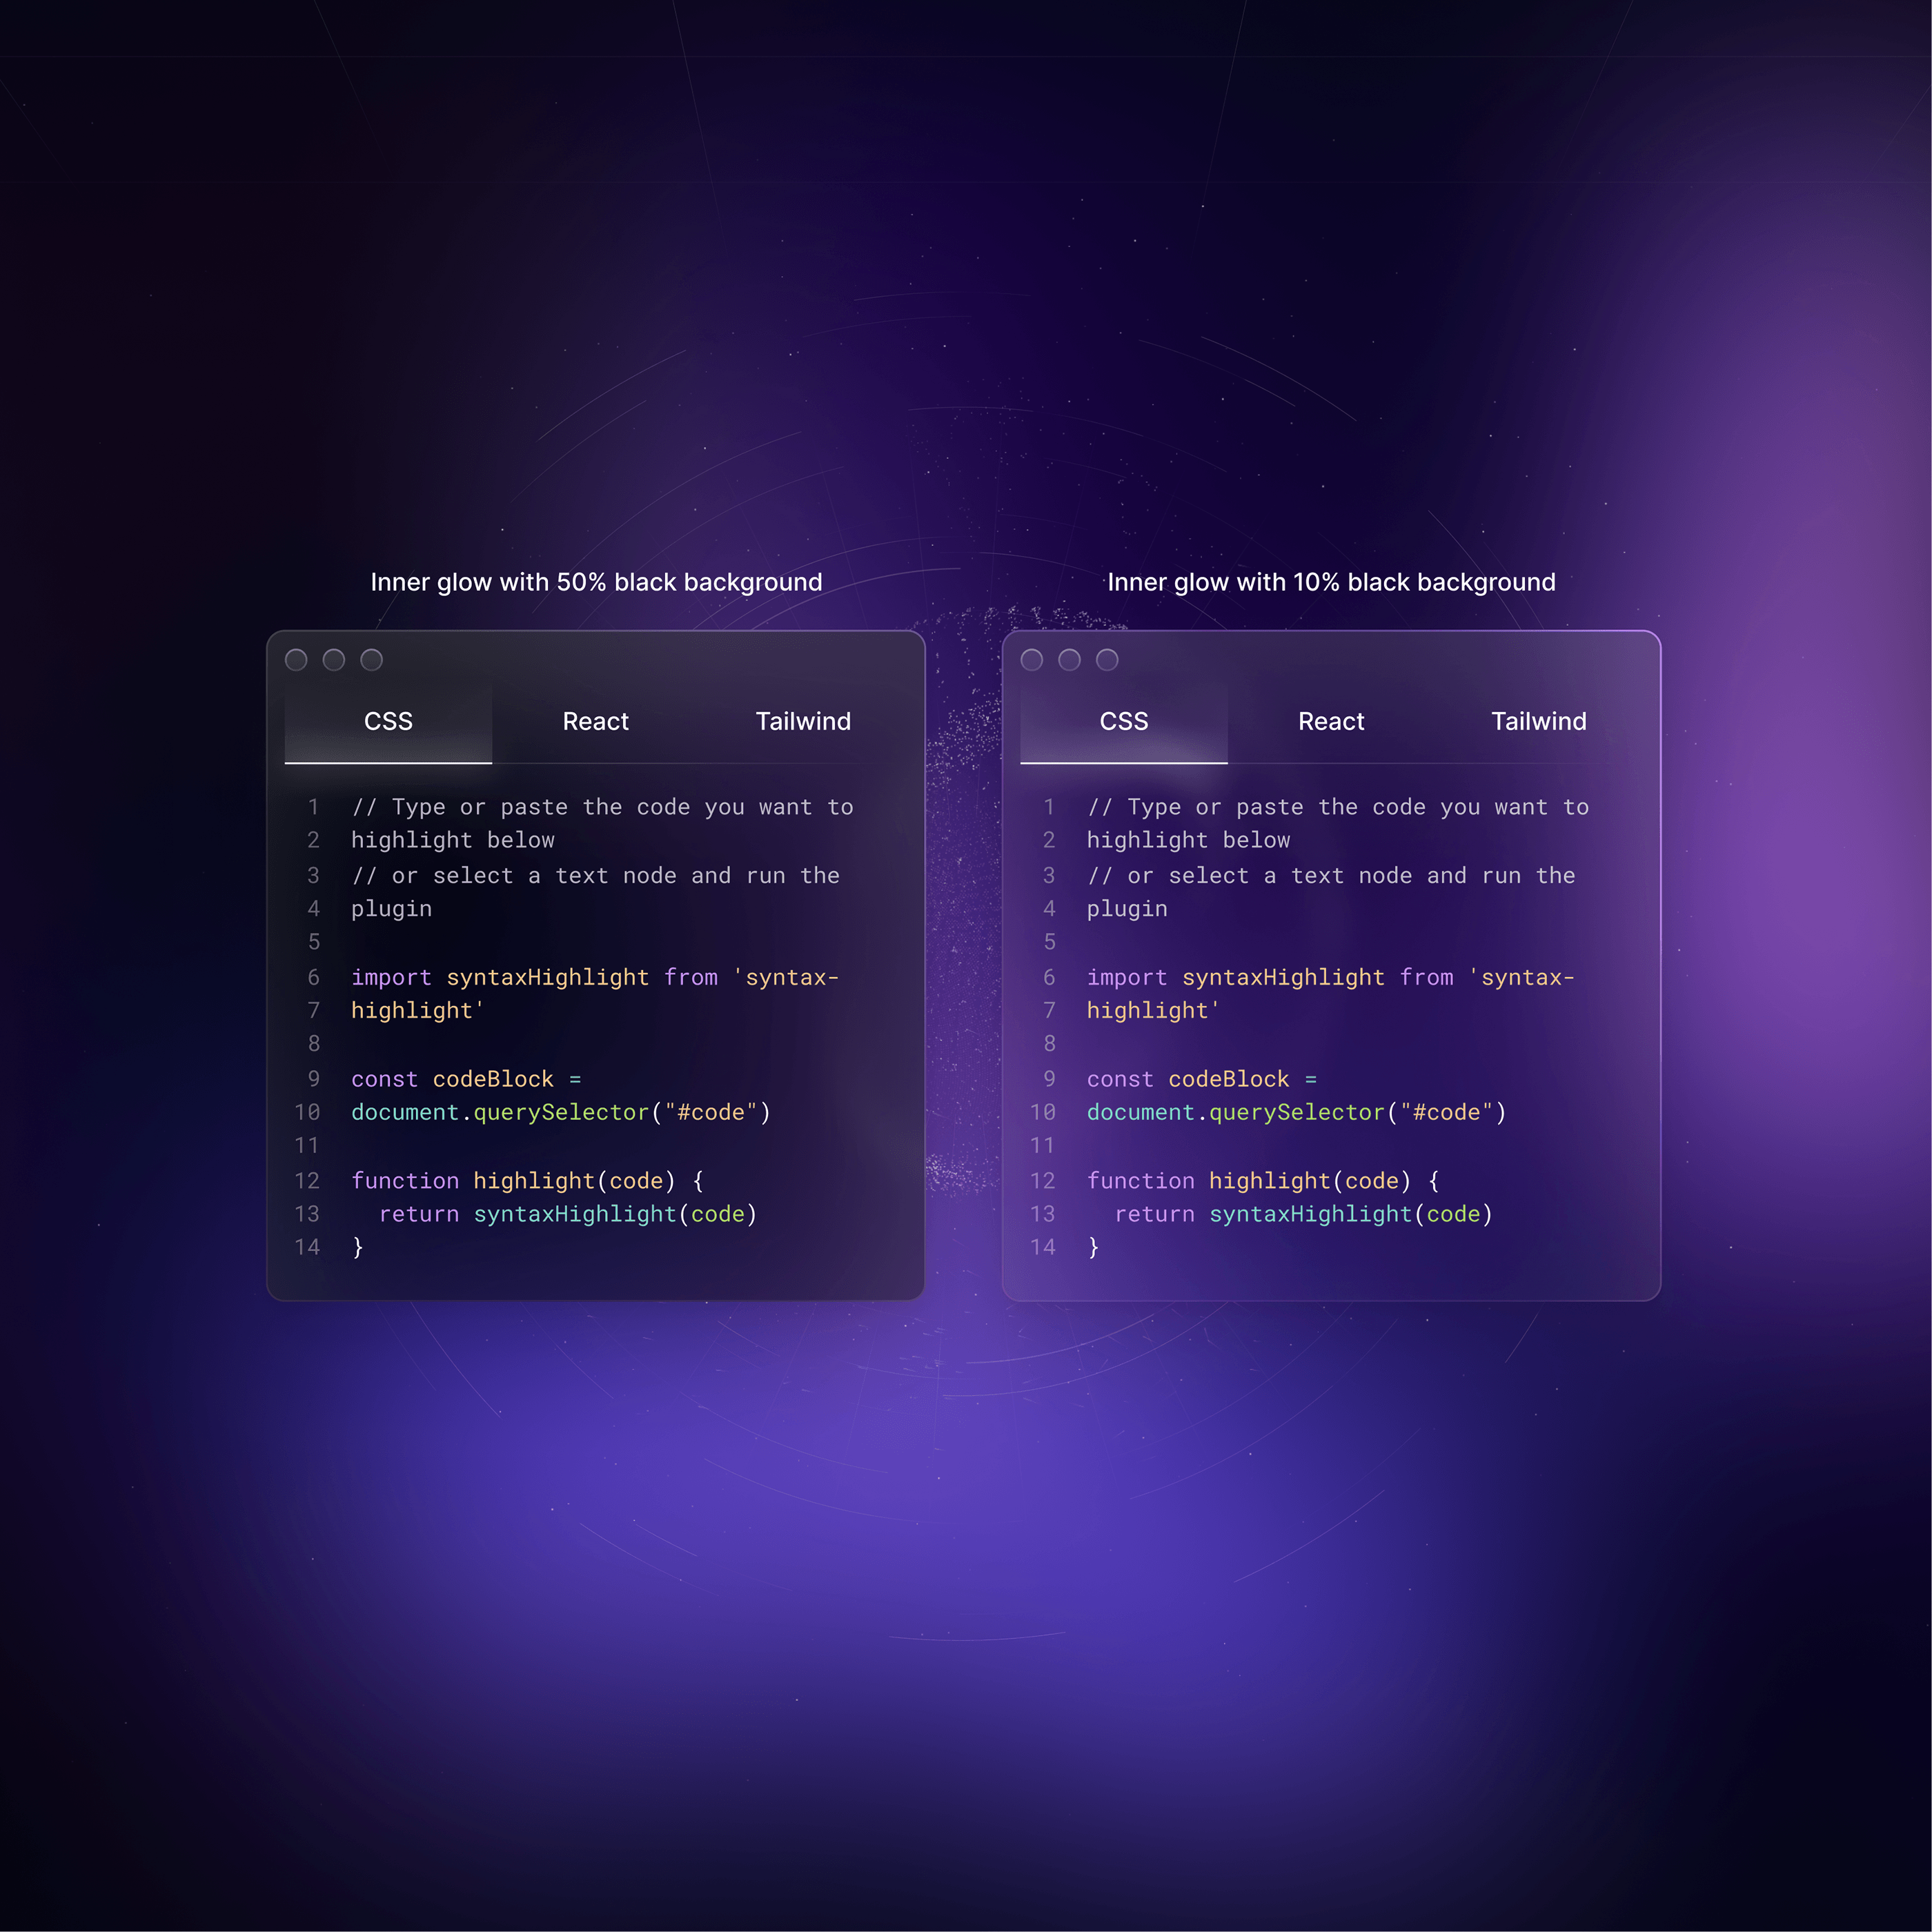 Inner glow with 50% black background
CSS React Tailwind
1 // Type or paste the code you want to
2 highlight below
3 // or select a text node and run the
4 plugin
5
6 import syntaxHighlight from 'syntax-
7 highlight'
8
9 const codeBlock =
10 document.querySelector("#code")
11
12 function highlight(code) {
13   return syntaxHighlight(code)
14 }
Inner glow with 10% black background
CSS React Tailwind
1 // Type or paste the code you want to
2 highlight below
3 // or select a text node and run the
4 plugin
5
6 import syntaxHighlight from 'syntax-
7 highlight'
8
9 const codeBlock =
10 document.querySelector("#code")
11
12 function highlight(code) {
13   return syntaxHighlight(code)
14 }